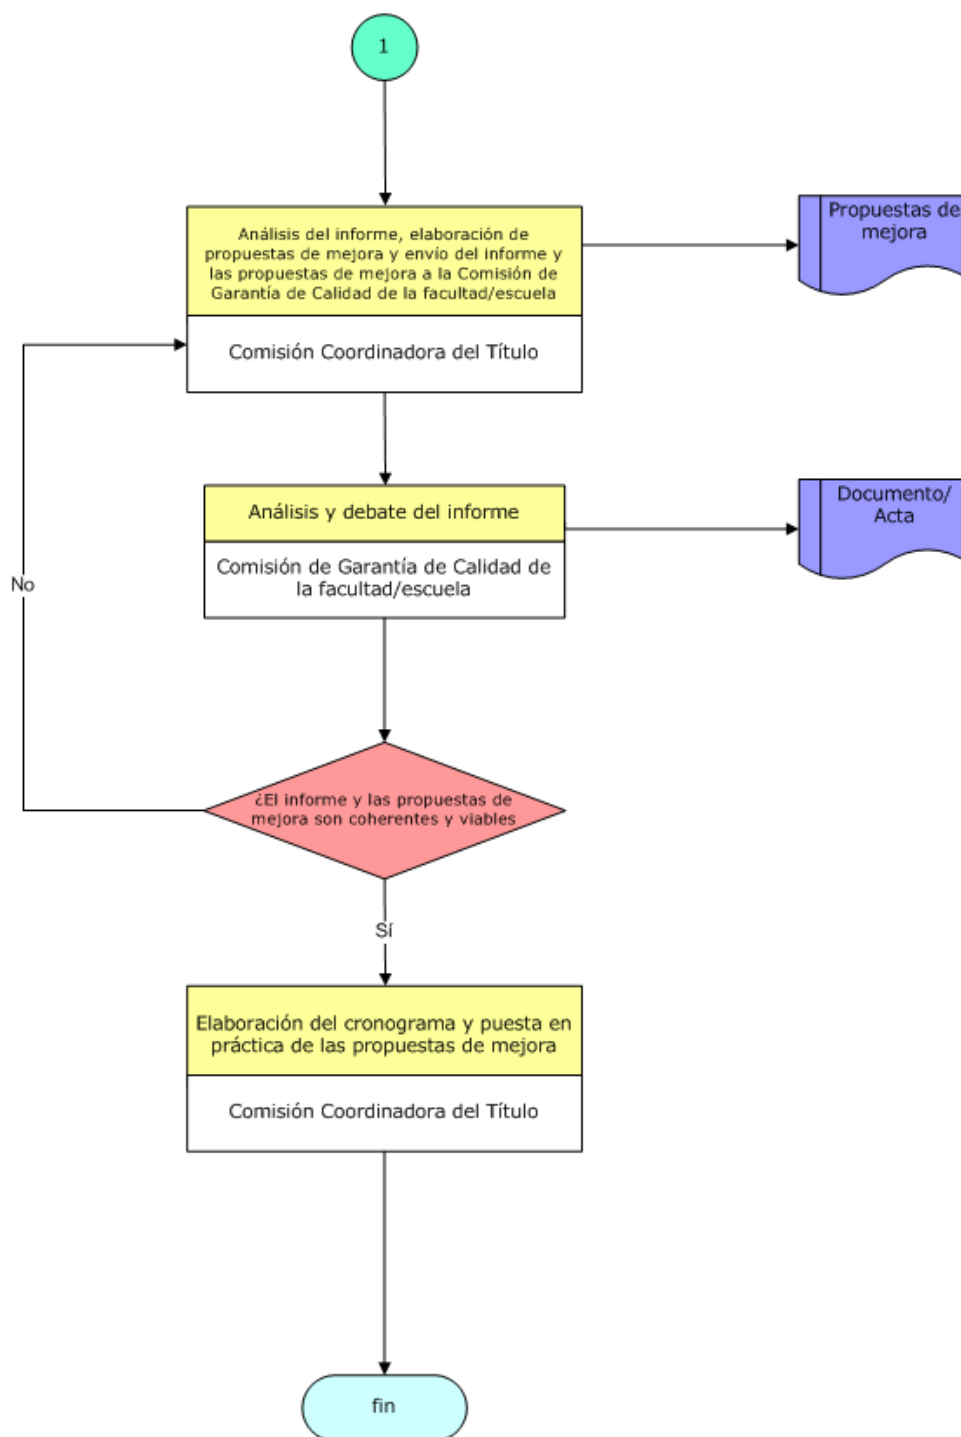 1
Análisis del informe, elaboración de
propuestas de mejora y envío del informe y
las propuestas de mejora a la Comisión de
Garantía de Calidad de la facultad/escuela
Comisión Coordinadora del Título
Propuestas de
mejora
Análisis y debate del informe
Comisión de Garantía de Calidad de
la facultad/escuela
Documento/
Acta
No
¿El informe y las propuestas de
mejora son coherentes y viables
Sí
Elaboración del cronograma y puesta en
práctica de las propuestas de mejora
Comisión Coordinadora del Título
fin